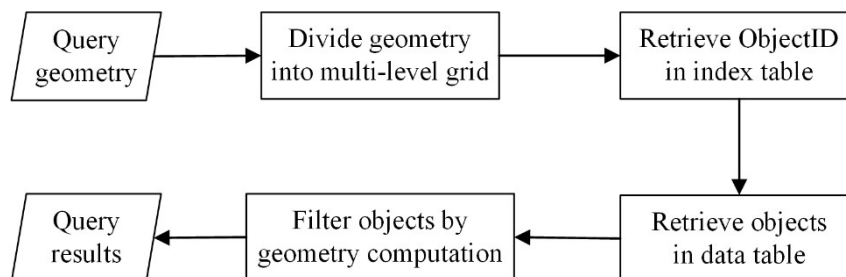 Query
geometry
Divide geometry
into multi-level grid
Retrieve ObjectID
in index table
Retrieve objects
in data table
Filter objects by
geometry computation
Query
results